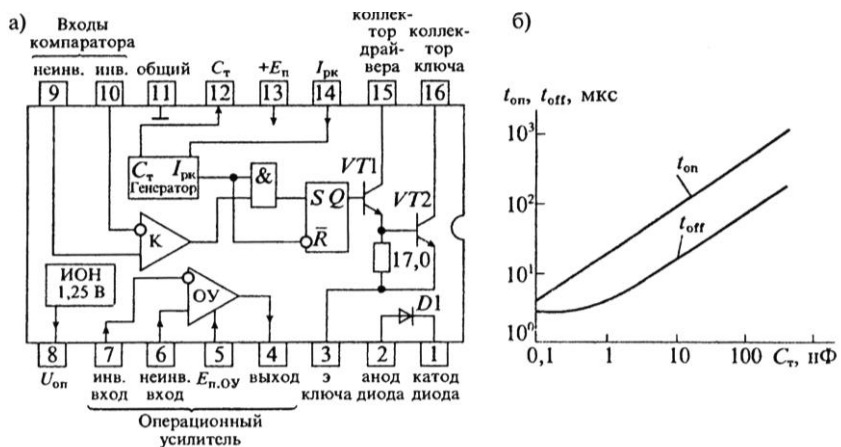 а)
Входы
компаратора
неинв. инв. общий Cт +Eп Iрк
коллек-
тор
драй-
вера
коллек-
тор
ключа
9 10 11 12 13 14 15 16
Cт Iрк
Генератор
&
S Q
R̅
VT1
VT2
К
17,0
ИОН
1,25 В
ОУ
D1
8 7 6 5 4 3 2 1
Uоп инв. неинв. Eп.ОУ выход э анод катод
вход вход ключа диода диода
Операционный
усилитель
б)
ton, toff, мкс
10³
10²
10¹
10⁰
ton
toff
0,1 1 10 100 Cт, пФ